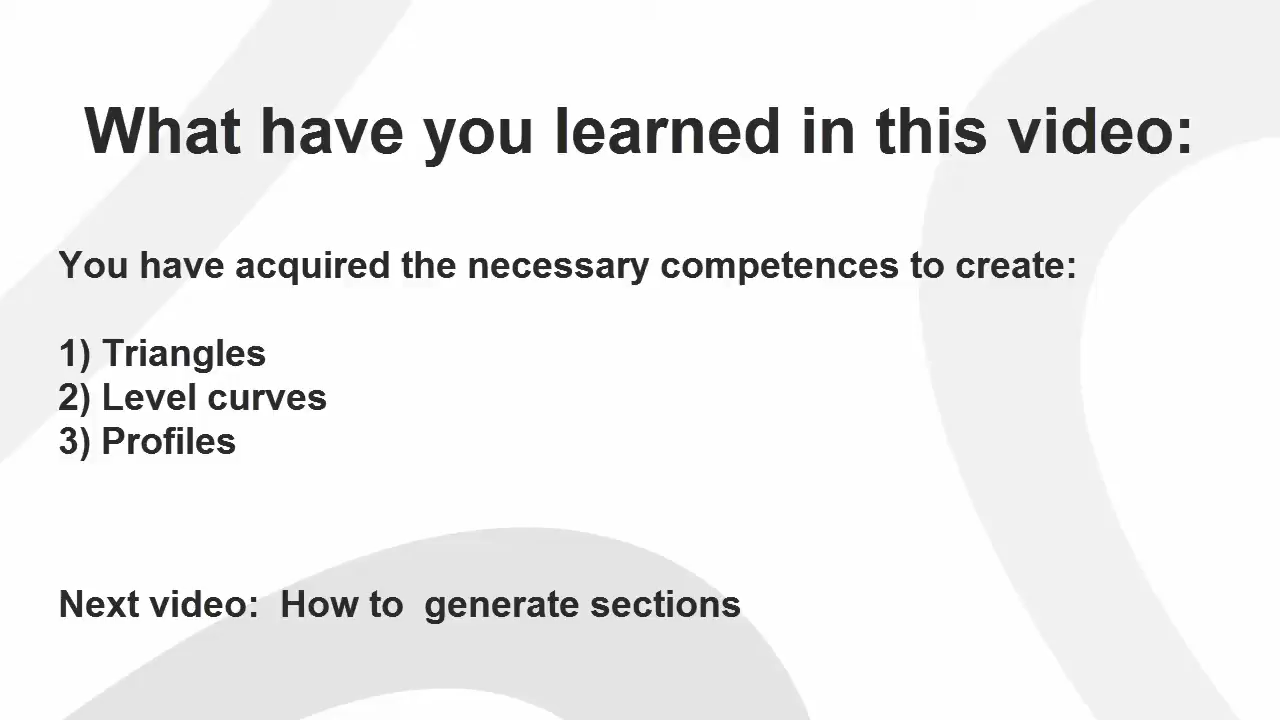 What have you learned in this video:
You have acquired the necessary competences to create:
1) Triangles
2) Level curves
3) Profiles
Next video:  How to  generate sections